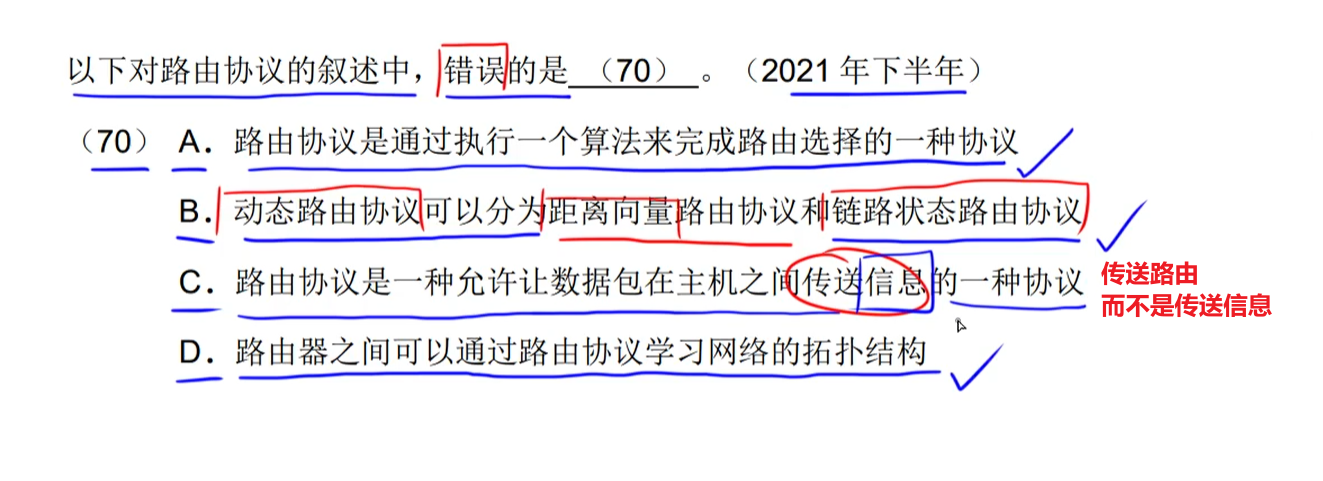 以下对路由协议的叙述中，错误的是 （70） 。（2021 年下半年）
（70） A．路由协议是通过执行一个算法来完成路由选择的一种协议
B．动态路由协议可以分为距离向量路由协议和链路状态路由协议
C．路由协议是一种允许让数据包在主机之间传送信息的一种协议
传送路由
而不是传送信息
D．路由器之间可以通过路由协议学习网络的拓扑结构